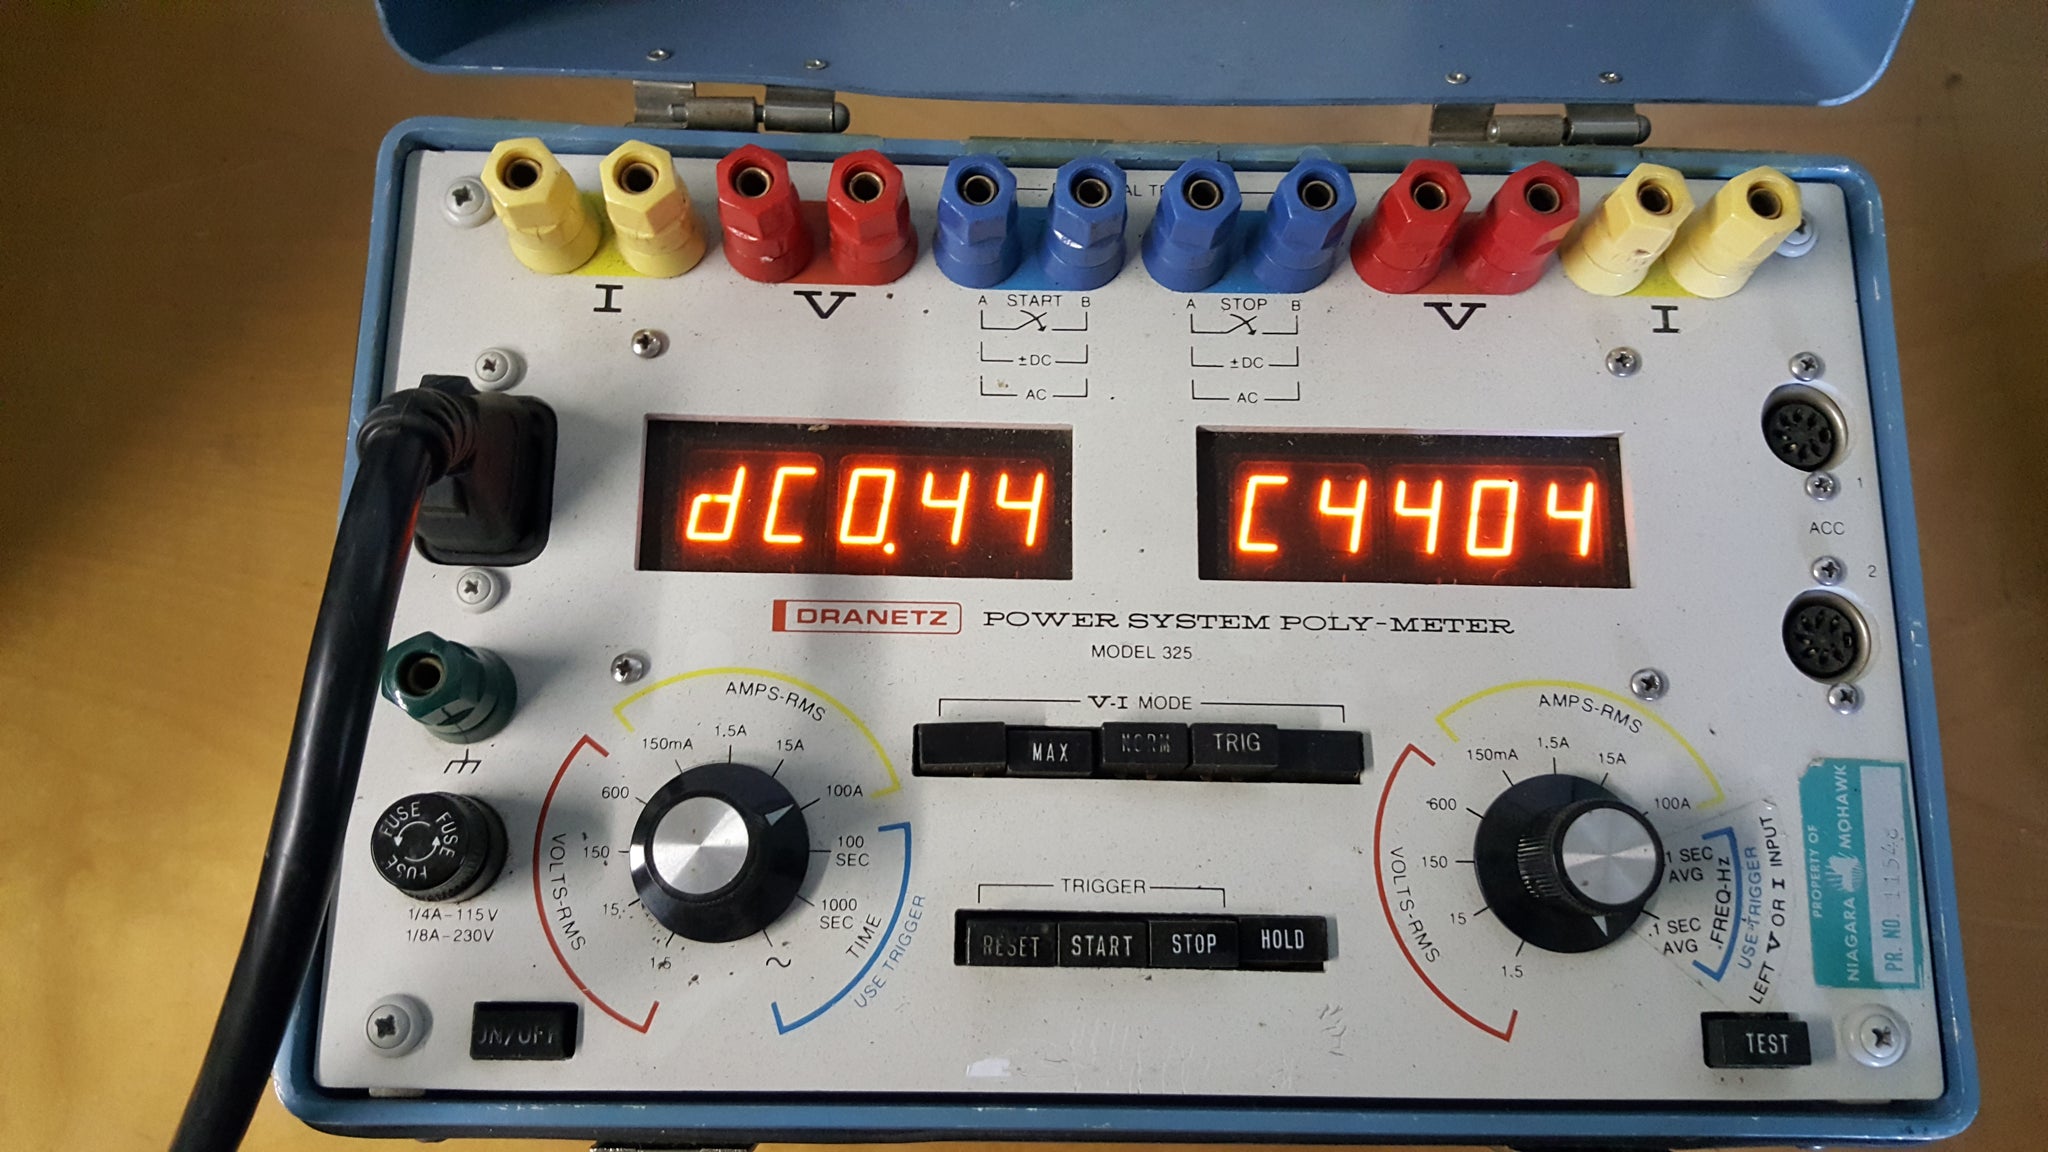 I V V I
A START B A STOP B
±DC ±DC
AC AC
dC0.44 C4404
1
ACC
2
DRANETZ POWER SYSTEM POLY-METER
MODEL 325
V-I MODE
MAX NORM TRIG
AMPS-RMS
150mA 1.5A 15A 100A
600
150
15
1.5
VOLTS-RMS
100 SEC
1000 SEC
TIME
USE TRIGGER
AMPS-RMS
150mA 1.5A 15A 100A
600
150
15
1.5
VOLTS-RMS
1 SEC AVG
.1 SEC AVG
FREQ-Hz
USE TRIGGER
LEFT V OR I INPUT
FUSE FUSE FUSE
1/4A-115V
1/8A-230V
TRIGGER
RESET START STOP HOLD
ON/OFF
TEST
PROPERTY OF
NIAGARA MOHAWK
PR. NO.